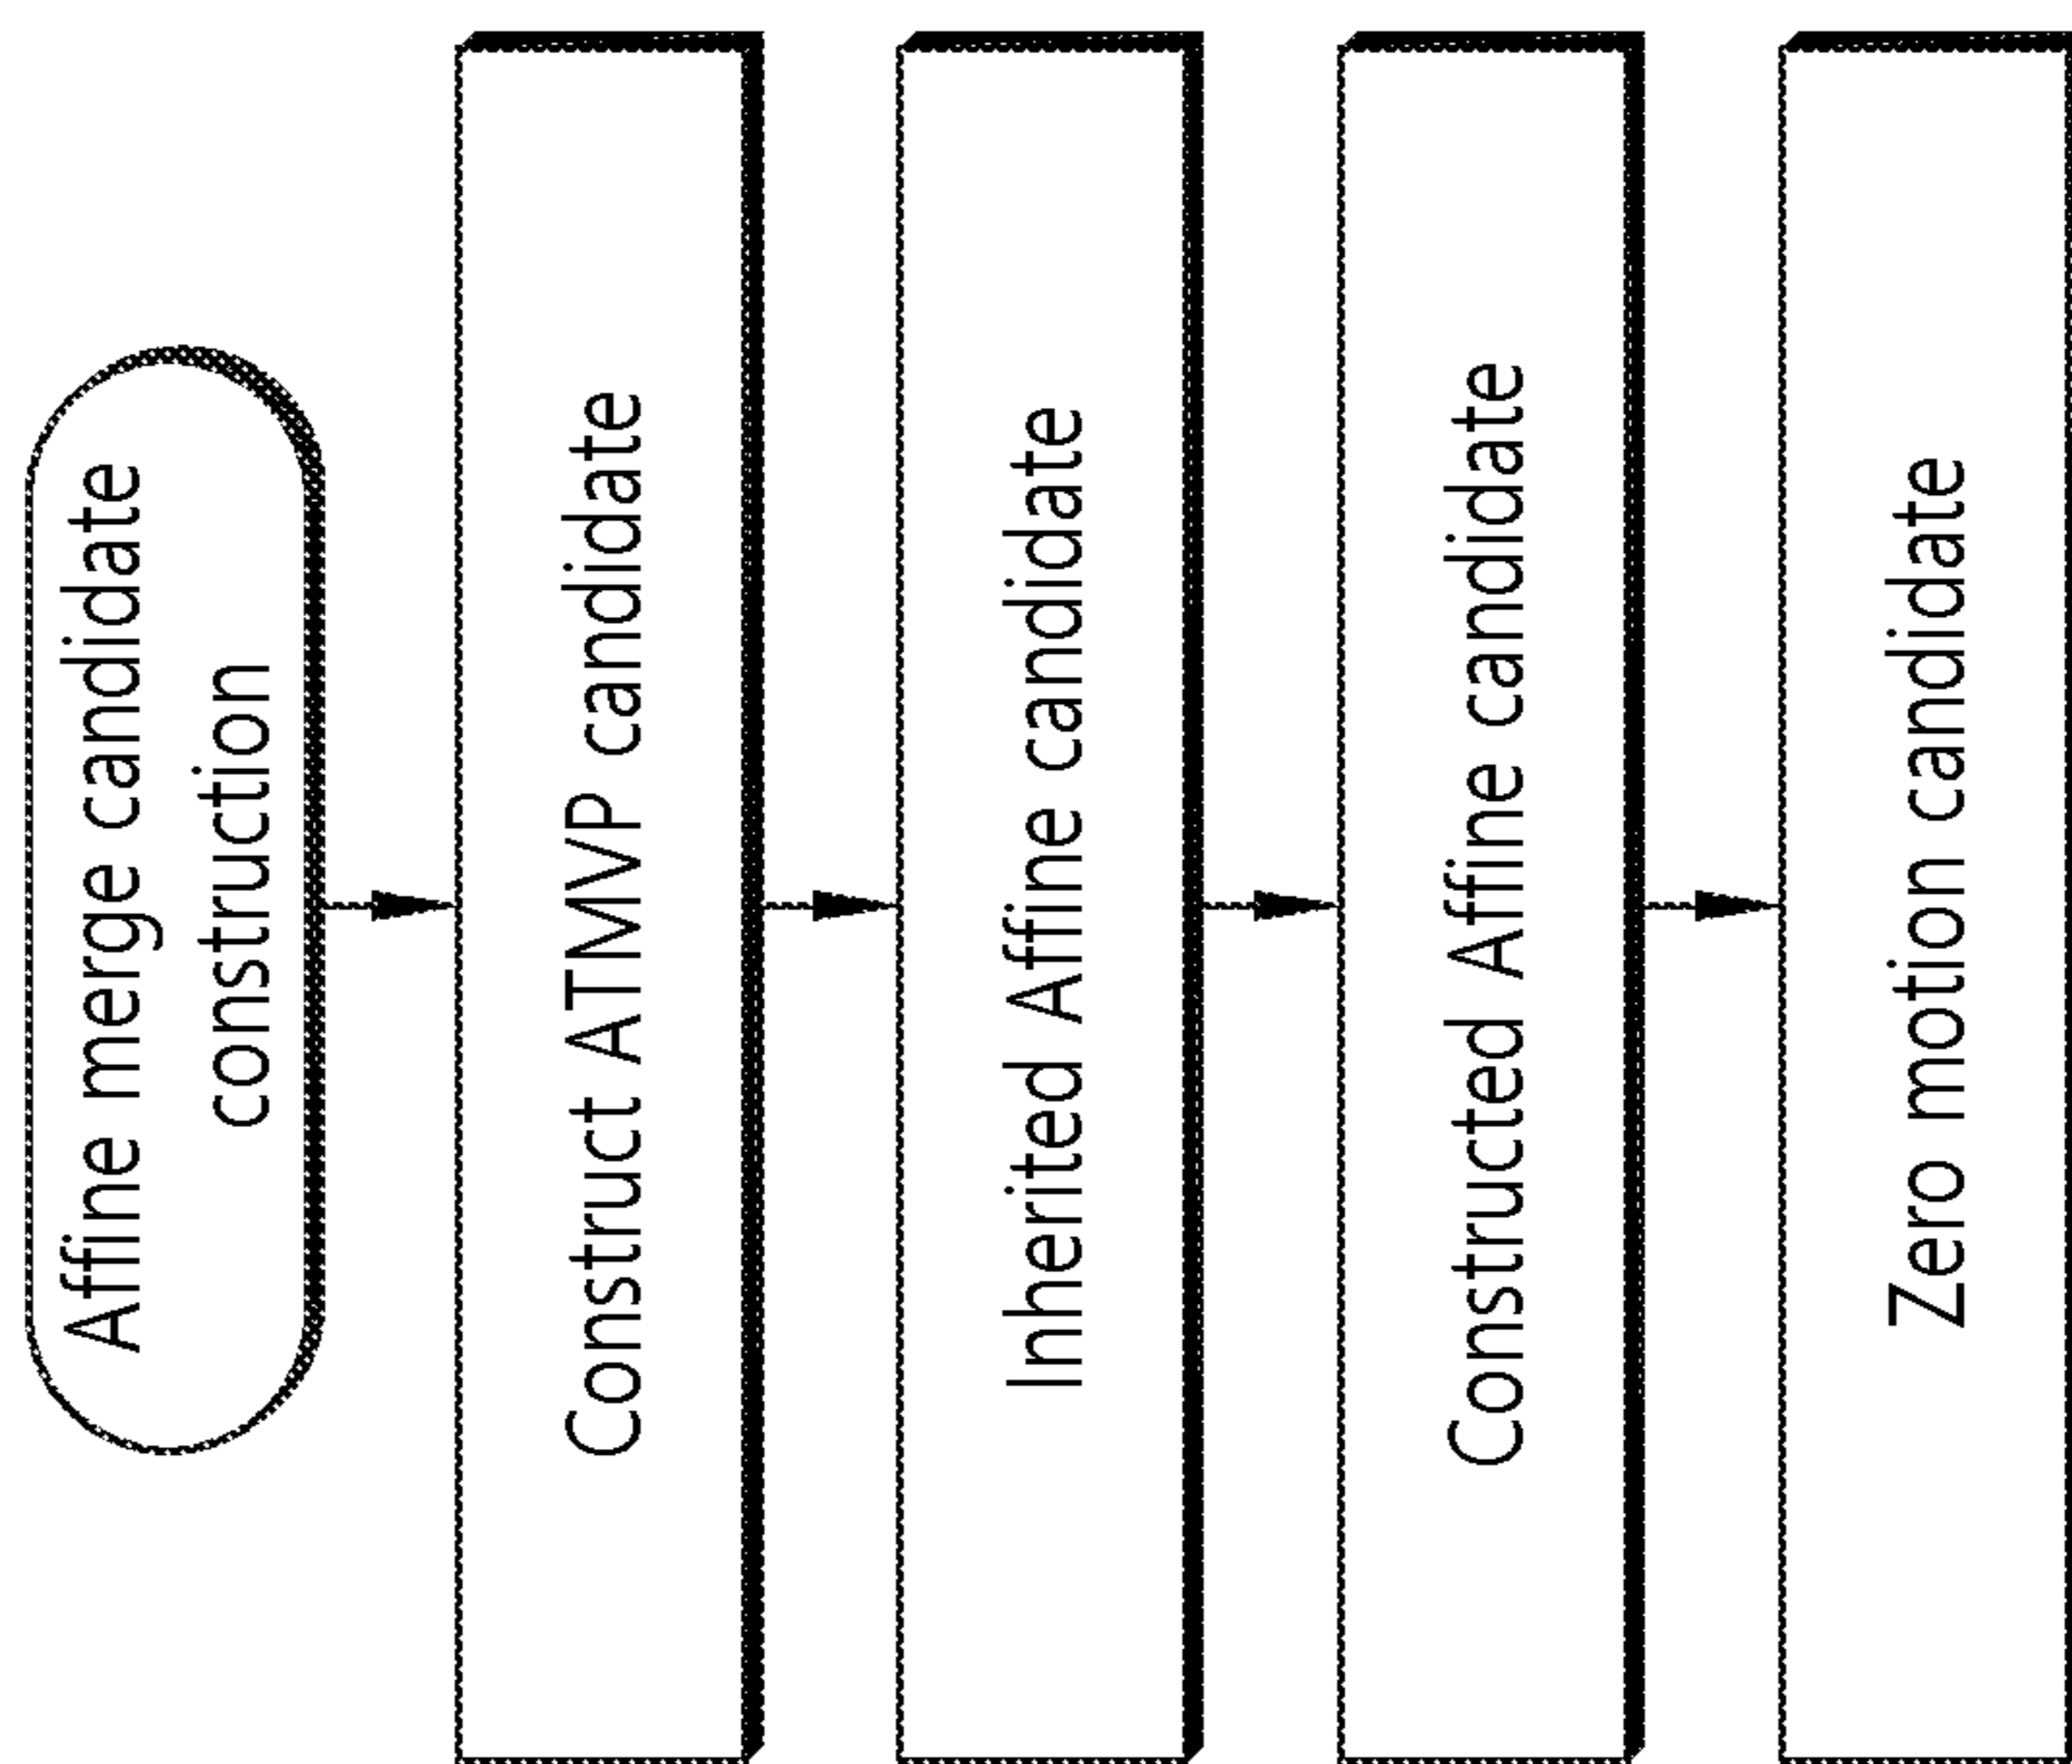 Affine merge candidate
construction
Construct ATMVP candidate
Inherited Affine candidate
Constructed Affine candidate
Zero motion candidate